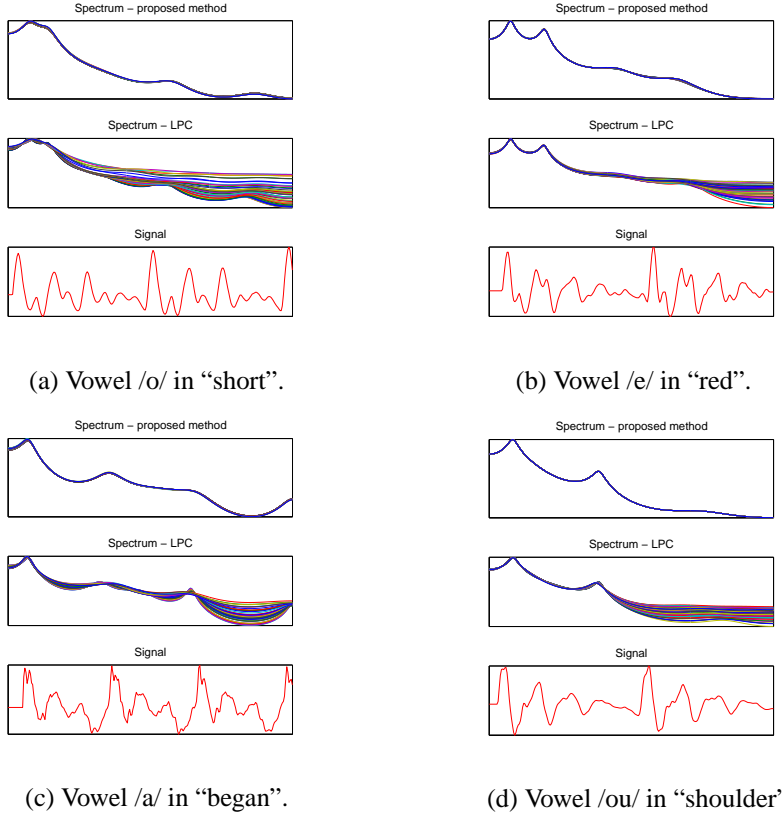 Spectrum – proposed method
Spectrum – LPC
Signal
(a) Vowel /o/ in “short”.
Spectrum – proposed method
Spectrum – LPC
Signal
(b) Vowel /e/ in “red”.
Spectrum – proposed method
Spectrum – LPC
Signal
(c) Vowel /a/ in “began”.
Spectrum – proposed method
Spectrum – LPC
Signal
(d) Vowel /ou/ in “shoulder’